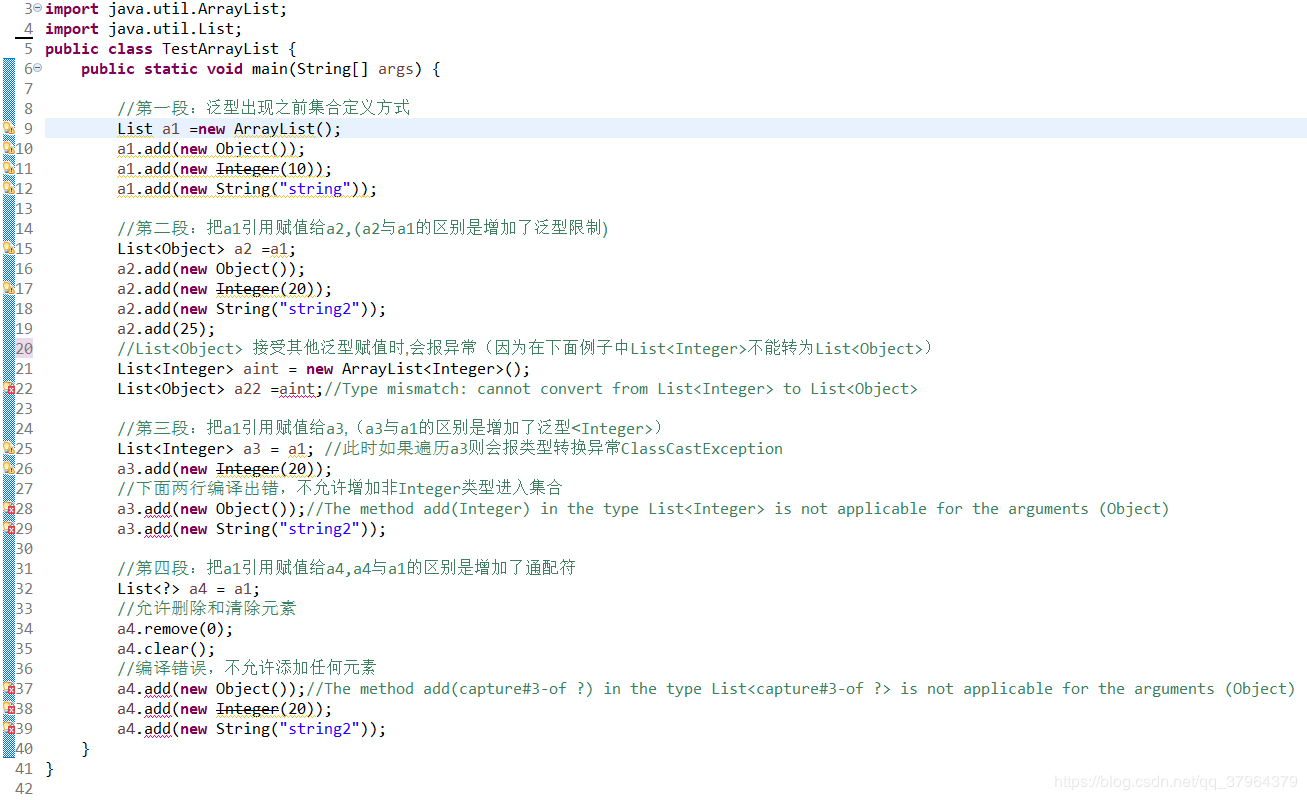 3 import java.util.ArrayList;
4 import java.util.List;
5 public class TestArrayList {
6     public static void main(String[] args) {
7
8         //第一段：泛型出现之前集合定义方式
9         List a1 =new ArrayList();
10         a1.add(new Object());
11         a1.add(new Integer(10));
12         a1.add(new String("string"));
13
14         //第二段：把a1引用赋值给a2,(a2与a1的区别是增加了泛型限制)
15         List<Object> a2 =a1;
16         a2.add(new Object());
17         a2.add(new Integer(20));
18         a2.add(new String("string2"));
19         a2.add(25);
20         //List<Object> 接受其他泛型赋值时,会报异常（因为在下面例子中List<Integer>不能转为List<Object>）
21         List<Integer> aint = new ArrayList<Integer>();
22         List<Object> a22 =aint;//Type mismatch: cannot convert from List<Integer> to List<Object>
23
24         //第三段：把a1引用赋值给a3,（a3与a1的区别是增加了泛型<Integer>）
25         List<Integer> a3 = a1; //此时如果遍历a3则会报类型转换异常ClassCastException
26         a3.add(new Integer(20));
27         //下面两行编译出错，不允许增加非Integer类型进入集合
28         a3.add(new Object());//The method add(Integer) in the type List<Integer> is not applicable for the arguments (Object)
29         a3.add(new String("string2"));
30
31         //第四段：把a1引用赋值给a4,a4与a1的区别是增加了通配符
32         List<?> a4 = a1;
33         //允许删除和清除元素
34         a4.remove(0);
35         a4.clear();
36         //编译错误，不允许添加任何元素
37         a4.add(new Object());//The method add(capture#3-of ?) in the type List<capture#3-of ?> is not applicable for the arguments (Object)
38         a4.add(new Integer(20));
39         a4.add(new String("string2"));
40     }
41 }
42
https://blog.csdn.net/qq_37964379